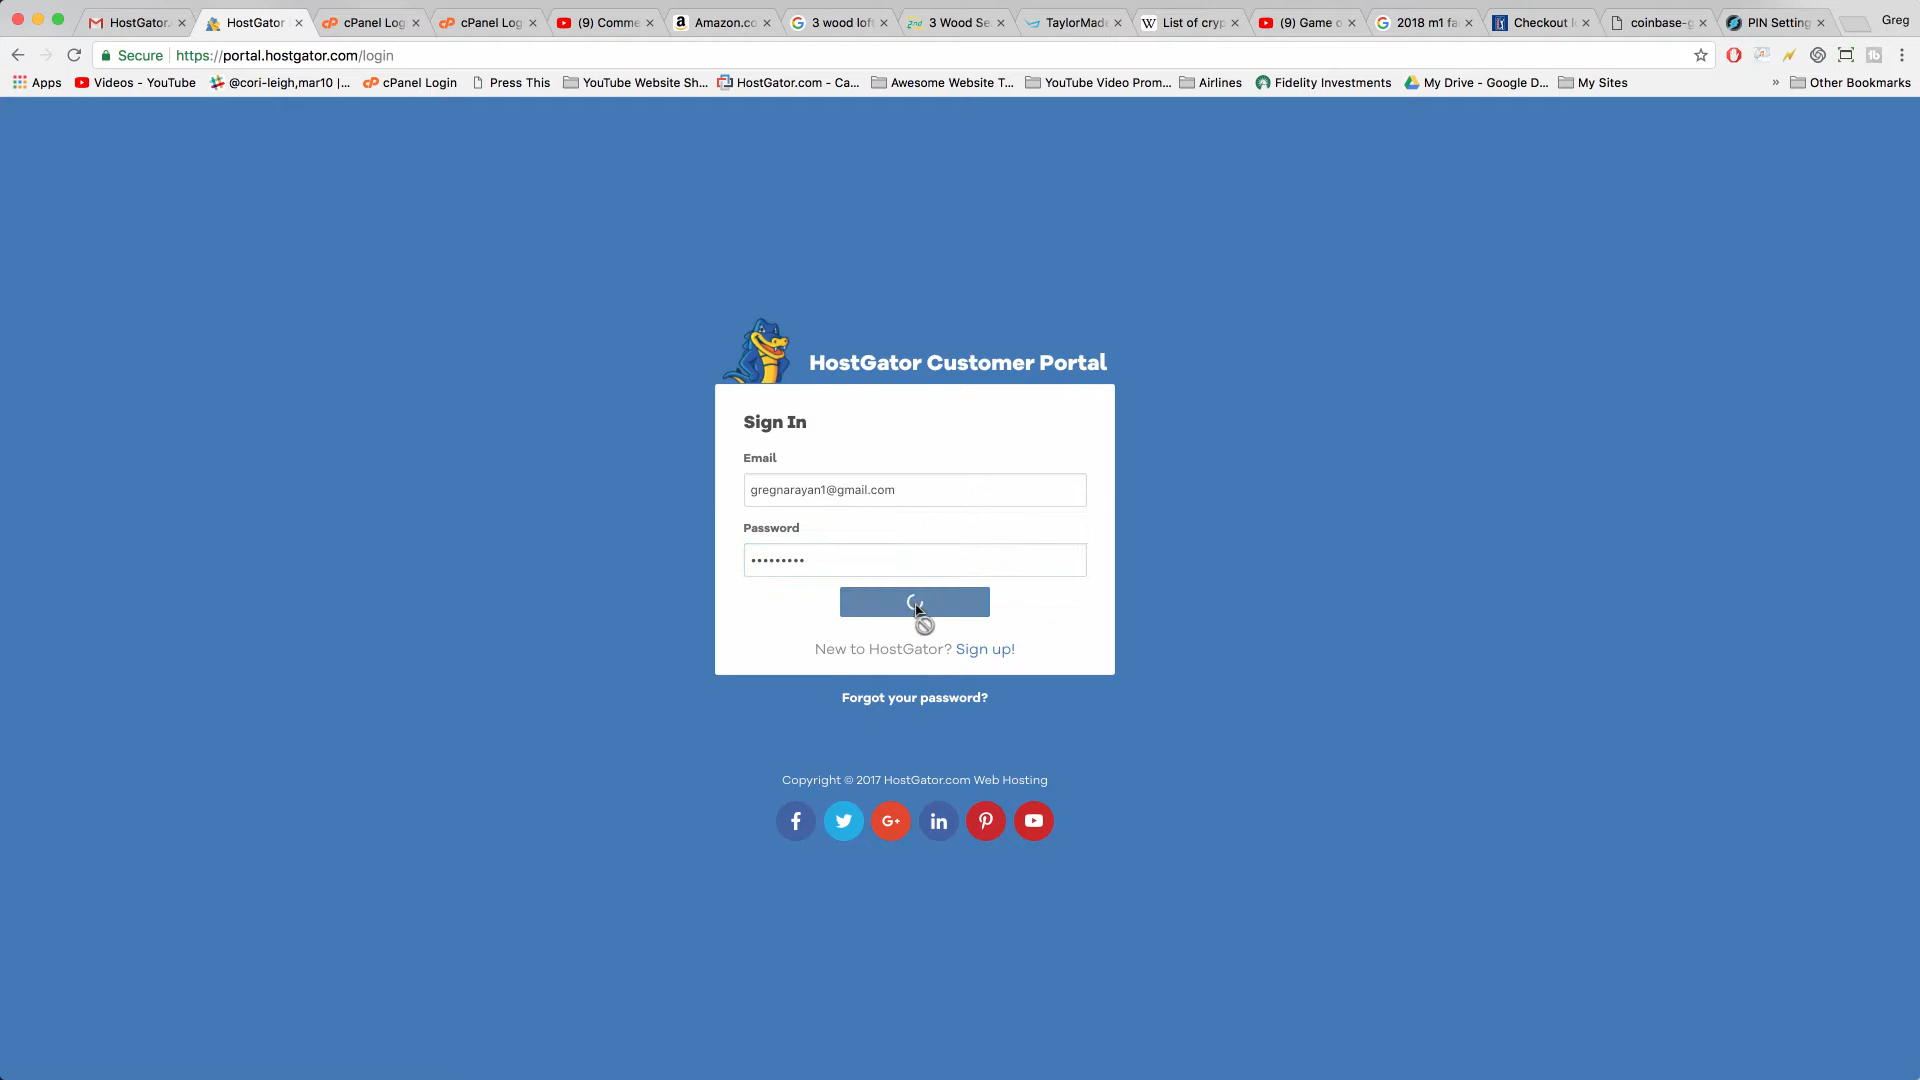 HostGator. HostGator cPanel Log cPanel Log (9) Comme Amazon.co 3 wood loft 3 Wood Se TaylorMade List of cryp (9) Game o 2018 m1 fa Checkout coinbase-g PIN Setting Greg
Secure https://portal.hostgator.com/login
Apps Videos - YouTube @cori-leigh,mar10 |... cPanel Login Press This YouTube Website Sh... HostGator.com - Ca... Awesome Website T... YouTube Video Prom... Airlines Fidelity Investments My Drive - Google D... My Sites » Other Bookmarks
HostGator Customer Portal
Sign In
Email
gregnarayan1@gmail.com
Password
•••••••••
New to HostGator? Sign up!
Forgot your password?
Copyright © 2017 HostGator.com Web Hosting